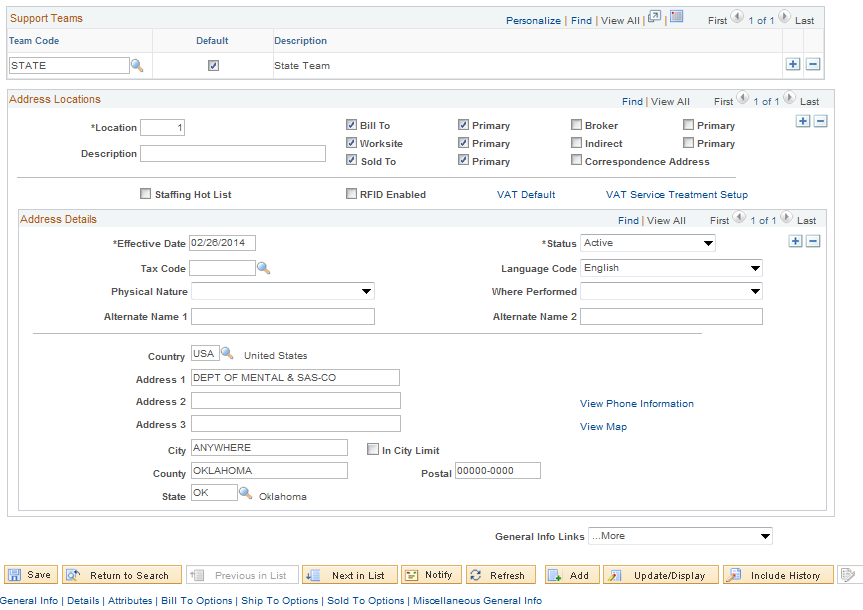 Support Teams Personalize | Find | View All | First 1 of 1 Last
Team Code Default Description
STATE State Team
Address Locations Find | View All First 1 of 1 Last
*Location 1 Bill To Primary Broker Primary
Description Worksite Primary Indirect Primary
Sold To Primary Correspondence Address
Staffing Hot List RFID Enabled VAT Default VAT Service Treatment Setup
Address Details Find | View All First 1 of 1 Last
*Effective Date 02/26/2014 *Status Active
Tax Code Language Code English
Physical Nature Where Performed
Alternate Name 1 Alternate Name 2
Country USA United States
Address 1 DEPT OF MENTAL & SAS-CO
Address 2 View Phone Information
Address 3 View Map
City ANYWHERE In City Limit
County OKLAHOMA Postal 00000-0000
State OK Oklahoma
General Info Links ...More
Save Return to Search Previous in List Next in List Notify Refresh Add Update/Display Include History
General Info | Details | Attributes | Bill To Options | Ship To Options | Sold To Options | Miscellaneous General Info